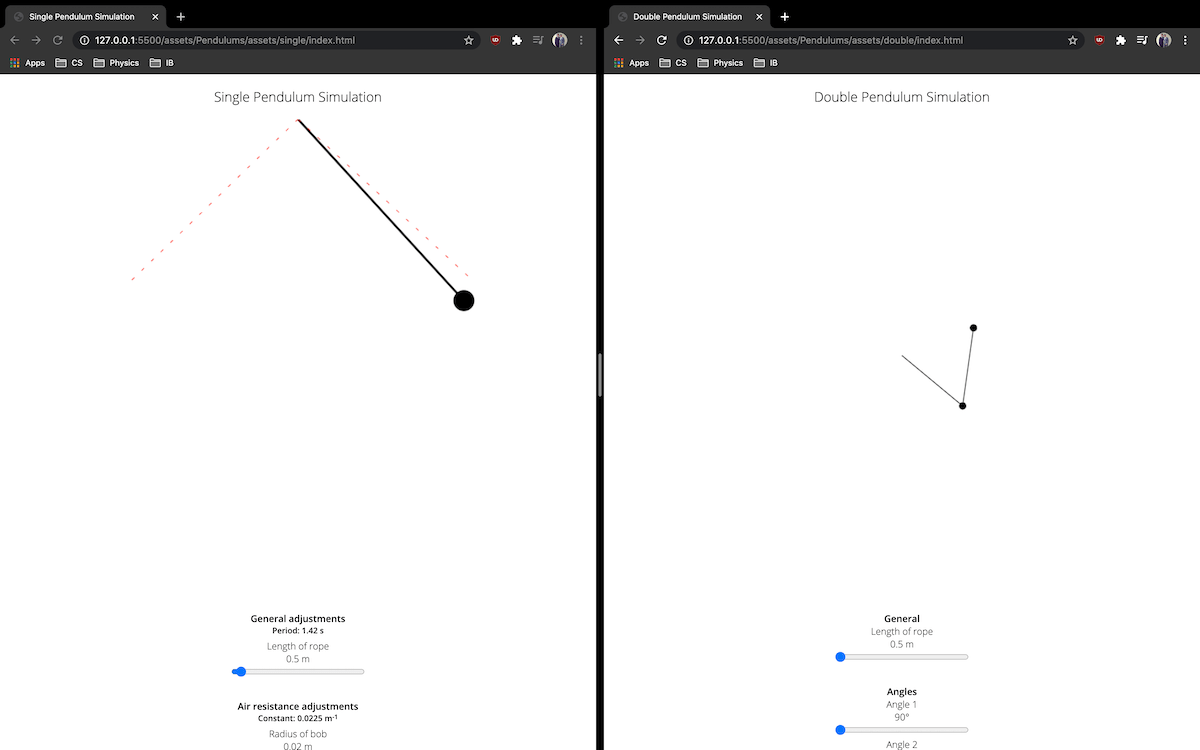 Single Pendulum Simulation
127.0.0.1:5500/assets/Pendulums/assets/single/index.html
Apps CS Physics IB
Single Pendulum Simulation
General adjustments
Period: 1.42 s
Length of rope
0.5 m
Air resistance adjustments
Constant: 0.0225 m-1
Radius of bob
0.02 m
Double Pendulum Simulation
127.0.0.1:5500/assets/Pendulums/assets/double/index.html
Apps CS Physics IB
Double Pendulum Simulation
General
Length of rope
0.5 m
Angles
Angle 1
90°
Angle 2